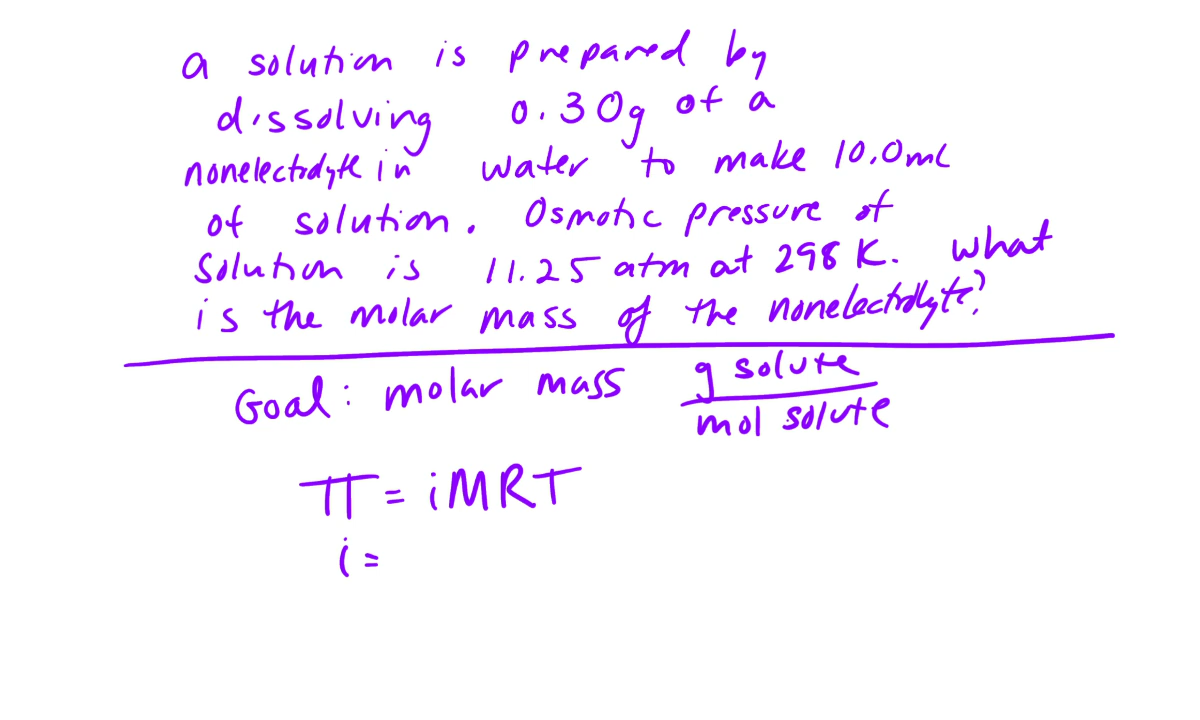 a solution is prepared by
dissolving 0.30g of a
nonelectrolyte in water to make 10.0mL
of solution. Osmotic pressure of
solution is 11.25 atm at 298 K. What
is the molar mass of the nonelectrolyte?
Goal: molar mass g solute / mol solute
π = iMRT
i =